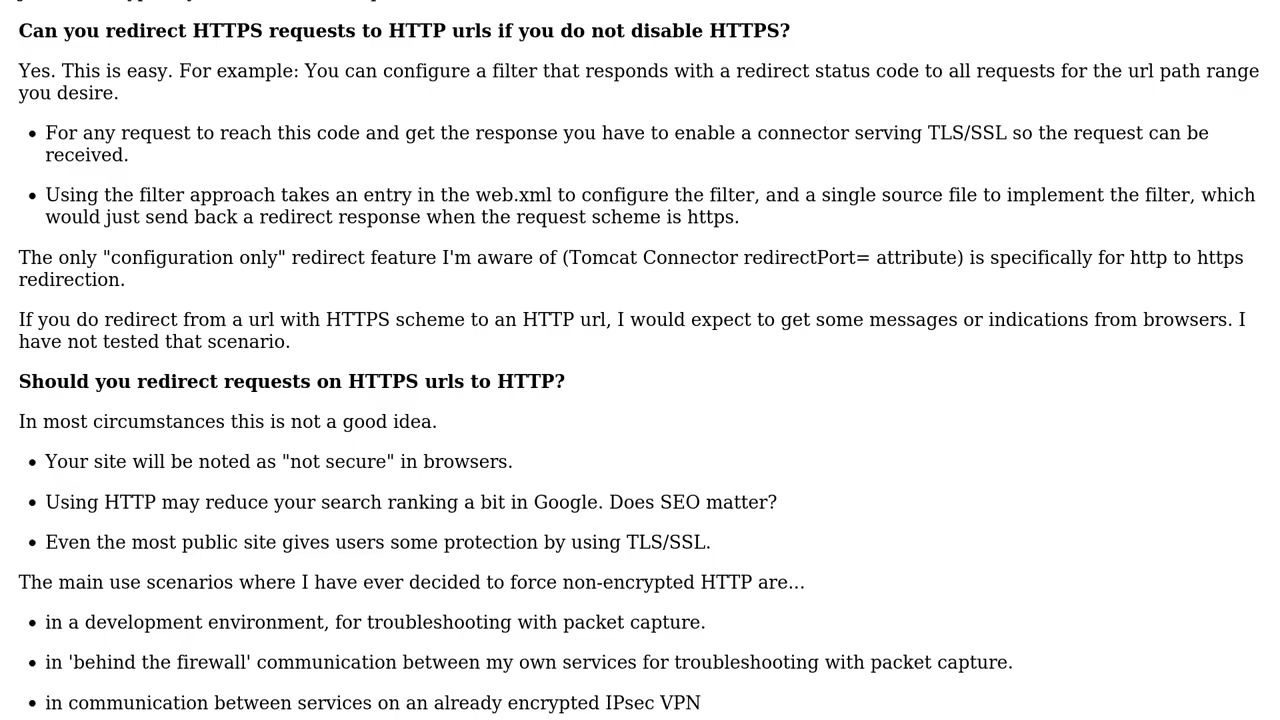 Can you redirect HTTPS requests to HTTP urls if you do not disable HTTPS?
Yes. This is easy. For example: You can configure a filter that responds with a redirect status code to all requests for the url path range
you desire.
• For any request to reach this code and get the response you have to enable a connector serving TLS/SSL so the request can be
received.
• Using the filter approach takes an entry in the web.xml to configure the filter, and a single source file to implement the filter, which
would just send back a redirect response when the request scheme is https.
The only "configuration only" redirect feature I'm aware of (Tomcat Connector redirectPort= attribute) is specifically for http to https
redirection.
If you do redirect from a url with HTTPS scheme to an HTTP url, I would expect to get some messages or indications from browsers. I
have not tested that scenario.
Should you redirect requests on HTTPS urls to HTTP?
In most circumstances this is not a good idea.
• Your site will be noted as "not secure" in browsers.
• Using HTTP may reduce your search ranking a bit in Google. Does SEO matter?
• Even the most public site gives users some protection by using TLS/SSL.
The main use scenarios where I have ever decided to force non-encrypted HTTP are...
• in a development environment, for troubleshooting with packet capture.
• in 'behind the firewall' communication between my own services for troubleshooting with packet capture.
• in communication between services on an already encrypted IPsec VPN